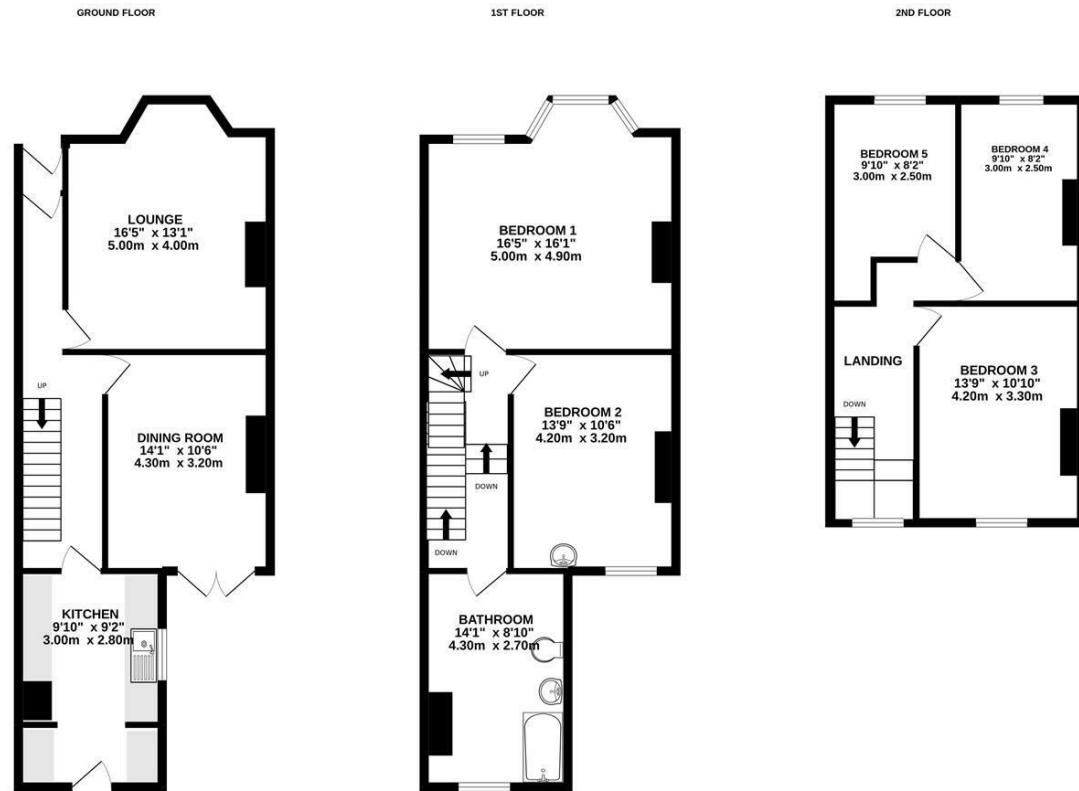 GROUND FLOOR
LOUNGE
16'5" x 13'1"
5.00m x 4.00m
UP
DINING ROOM
14'1" x 10'6"
4.30m x 3.20m
KITCHEN
9'10" x 9'2"
3.00m x 2.80m
1ST FLOOR
BEDROOM 1
16'5" x 16'1"
5.00m x 4.90m
UP
BEDROOM 2
13'9" x 10'6"
4.20m x 3.20m
DOWN
DOWN
BATHROOM
14'1" x 8'10"
4.30m x 2.70m
2ND FLOOR
BEDROOM 5
9'10" x 8'2"
3.00m x 2.50m
BEDROOM 4
9'10" x 8'2"
3.00m x 2.50m
LANDING
BEDROOM 3
13'9" x 10'10"
4.20m x 3.30m
DOWN